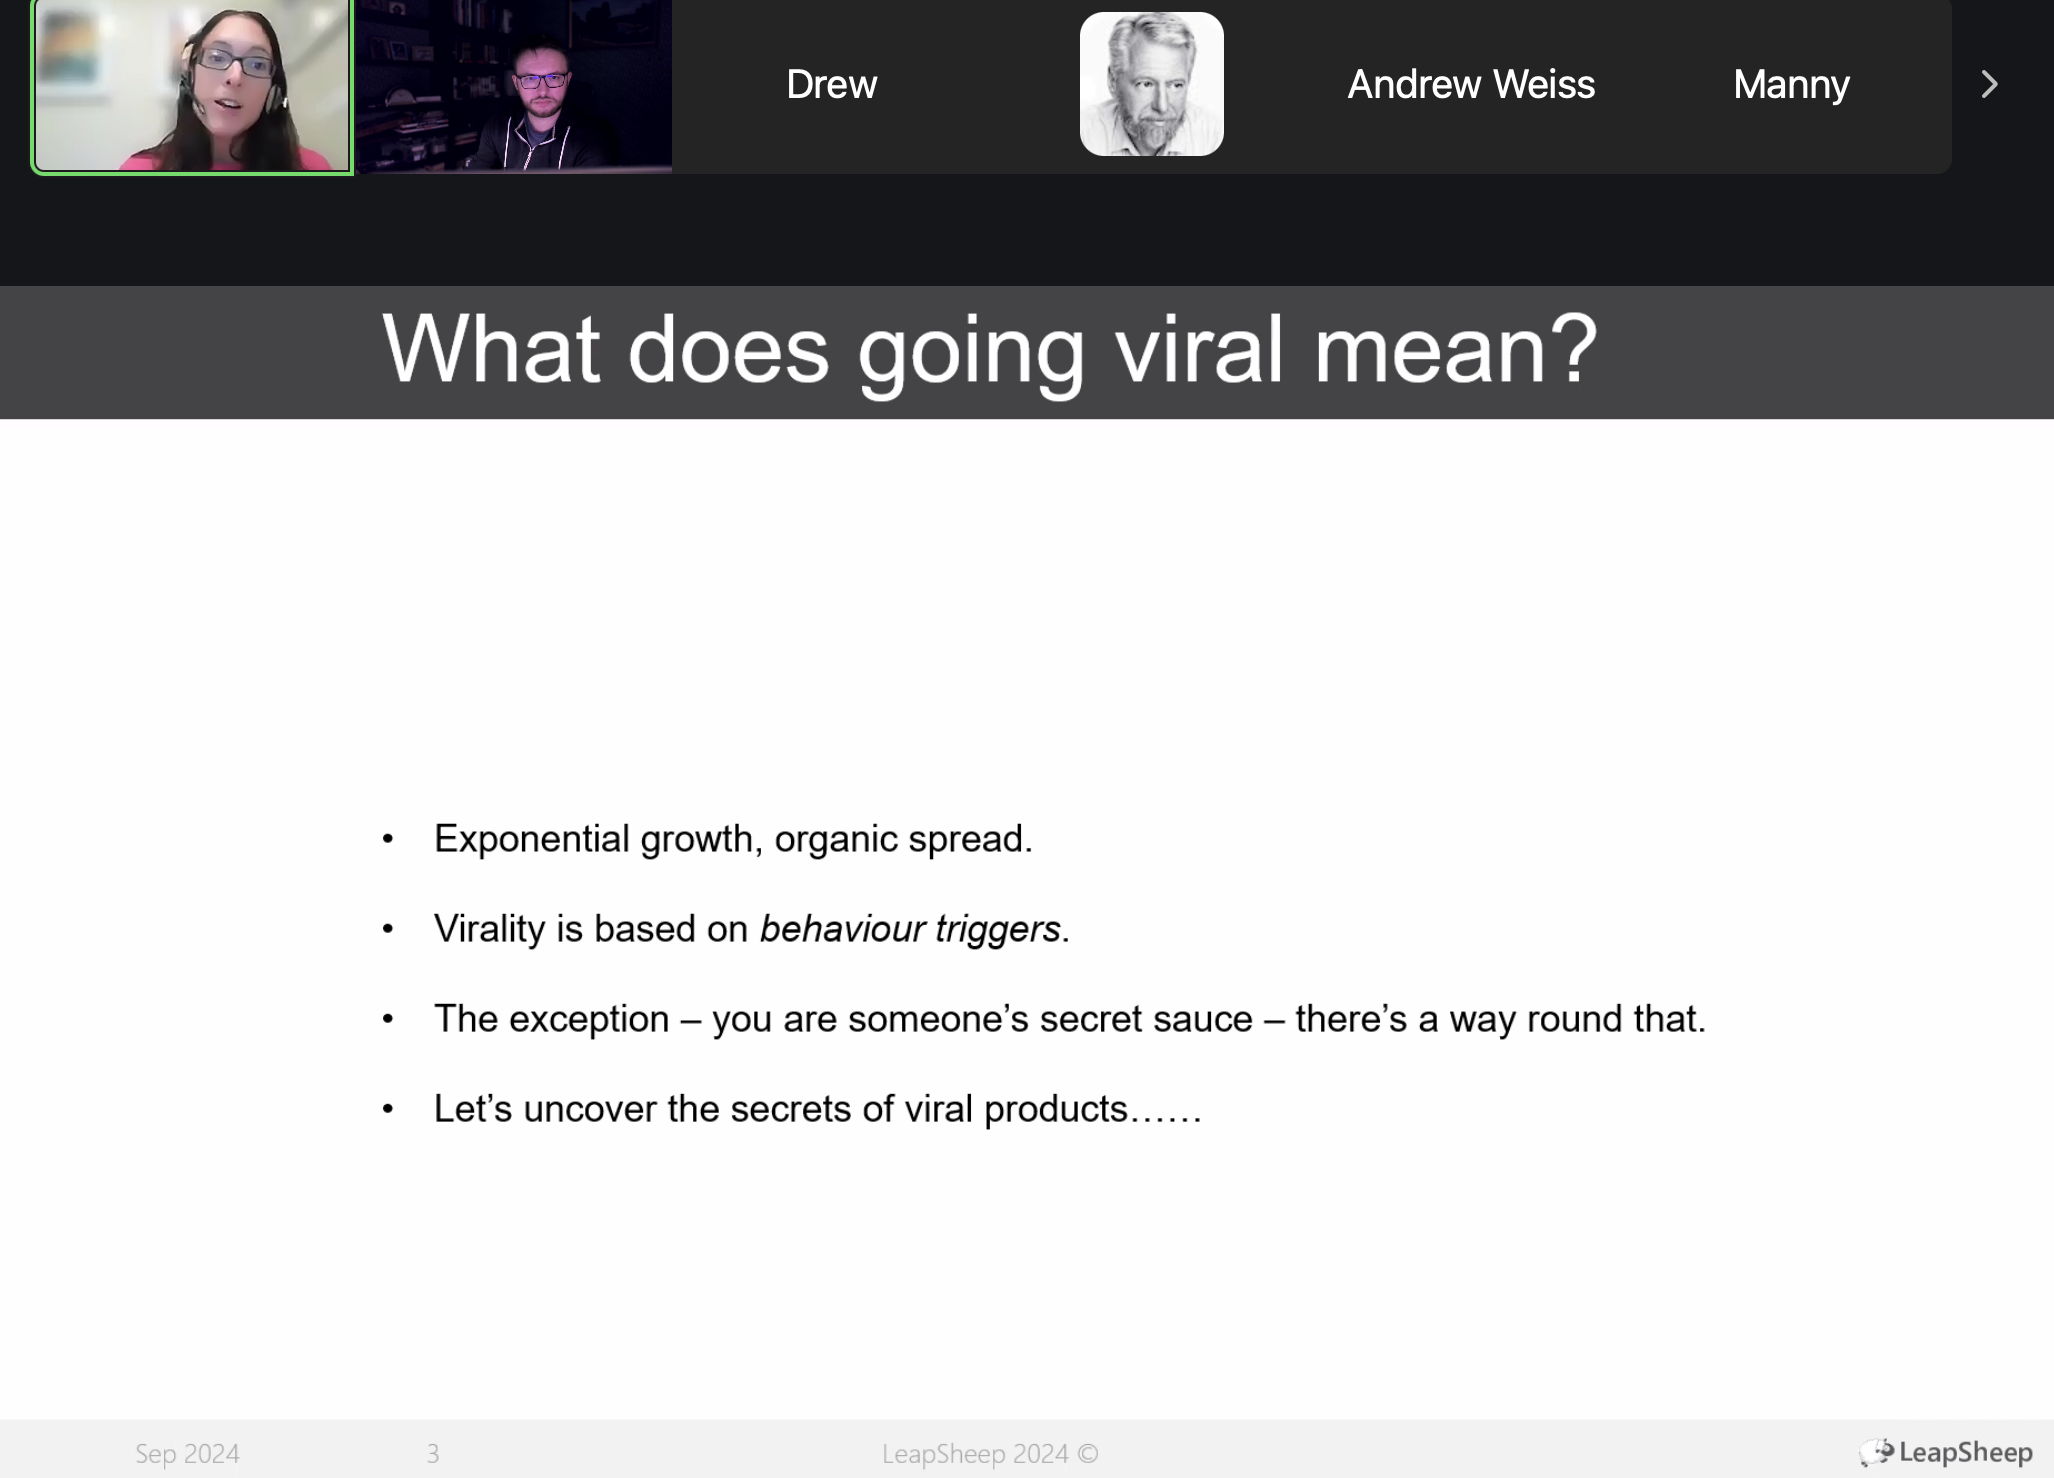 Drew
Andrew Weiss
Manny
What does going viral mean?
• Exponential growth, organic spread.
• Virality is based on behaviour triggers.
• The exception – you are someone’s secret sauce – there’s a way round that.
• Let’s uncover the secrets of viral products……
Sep 2024
3
LeapSheep 2024 ©
LeapSheep